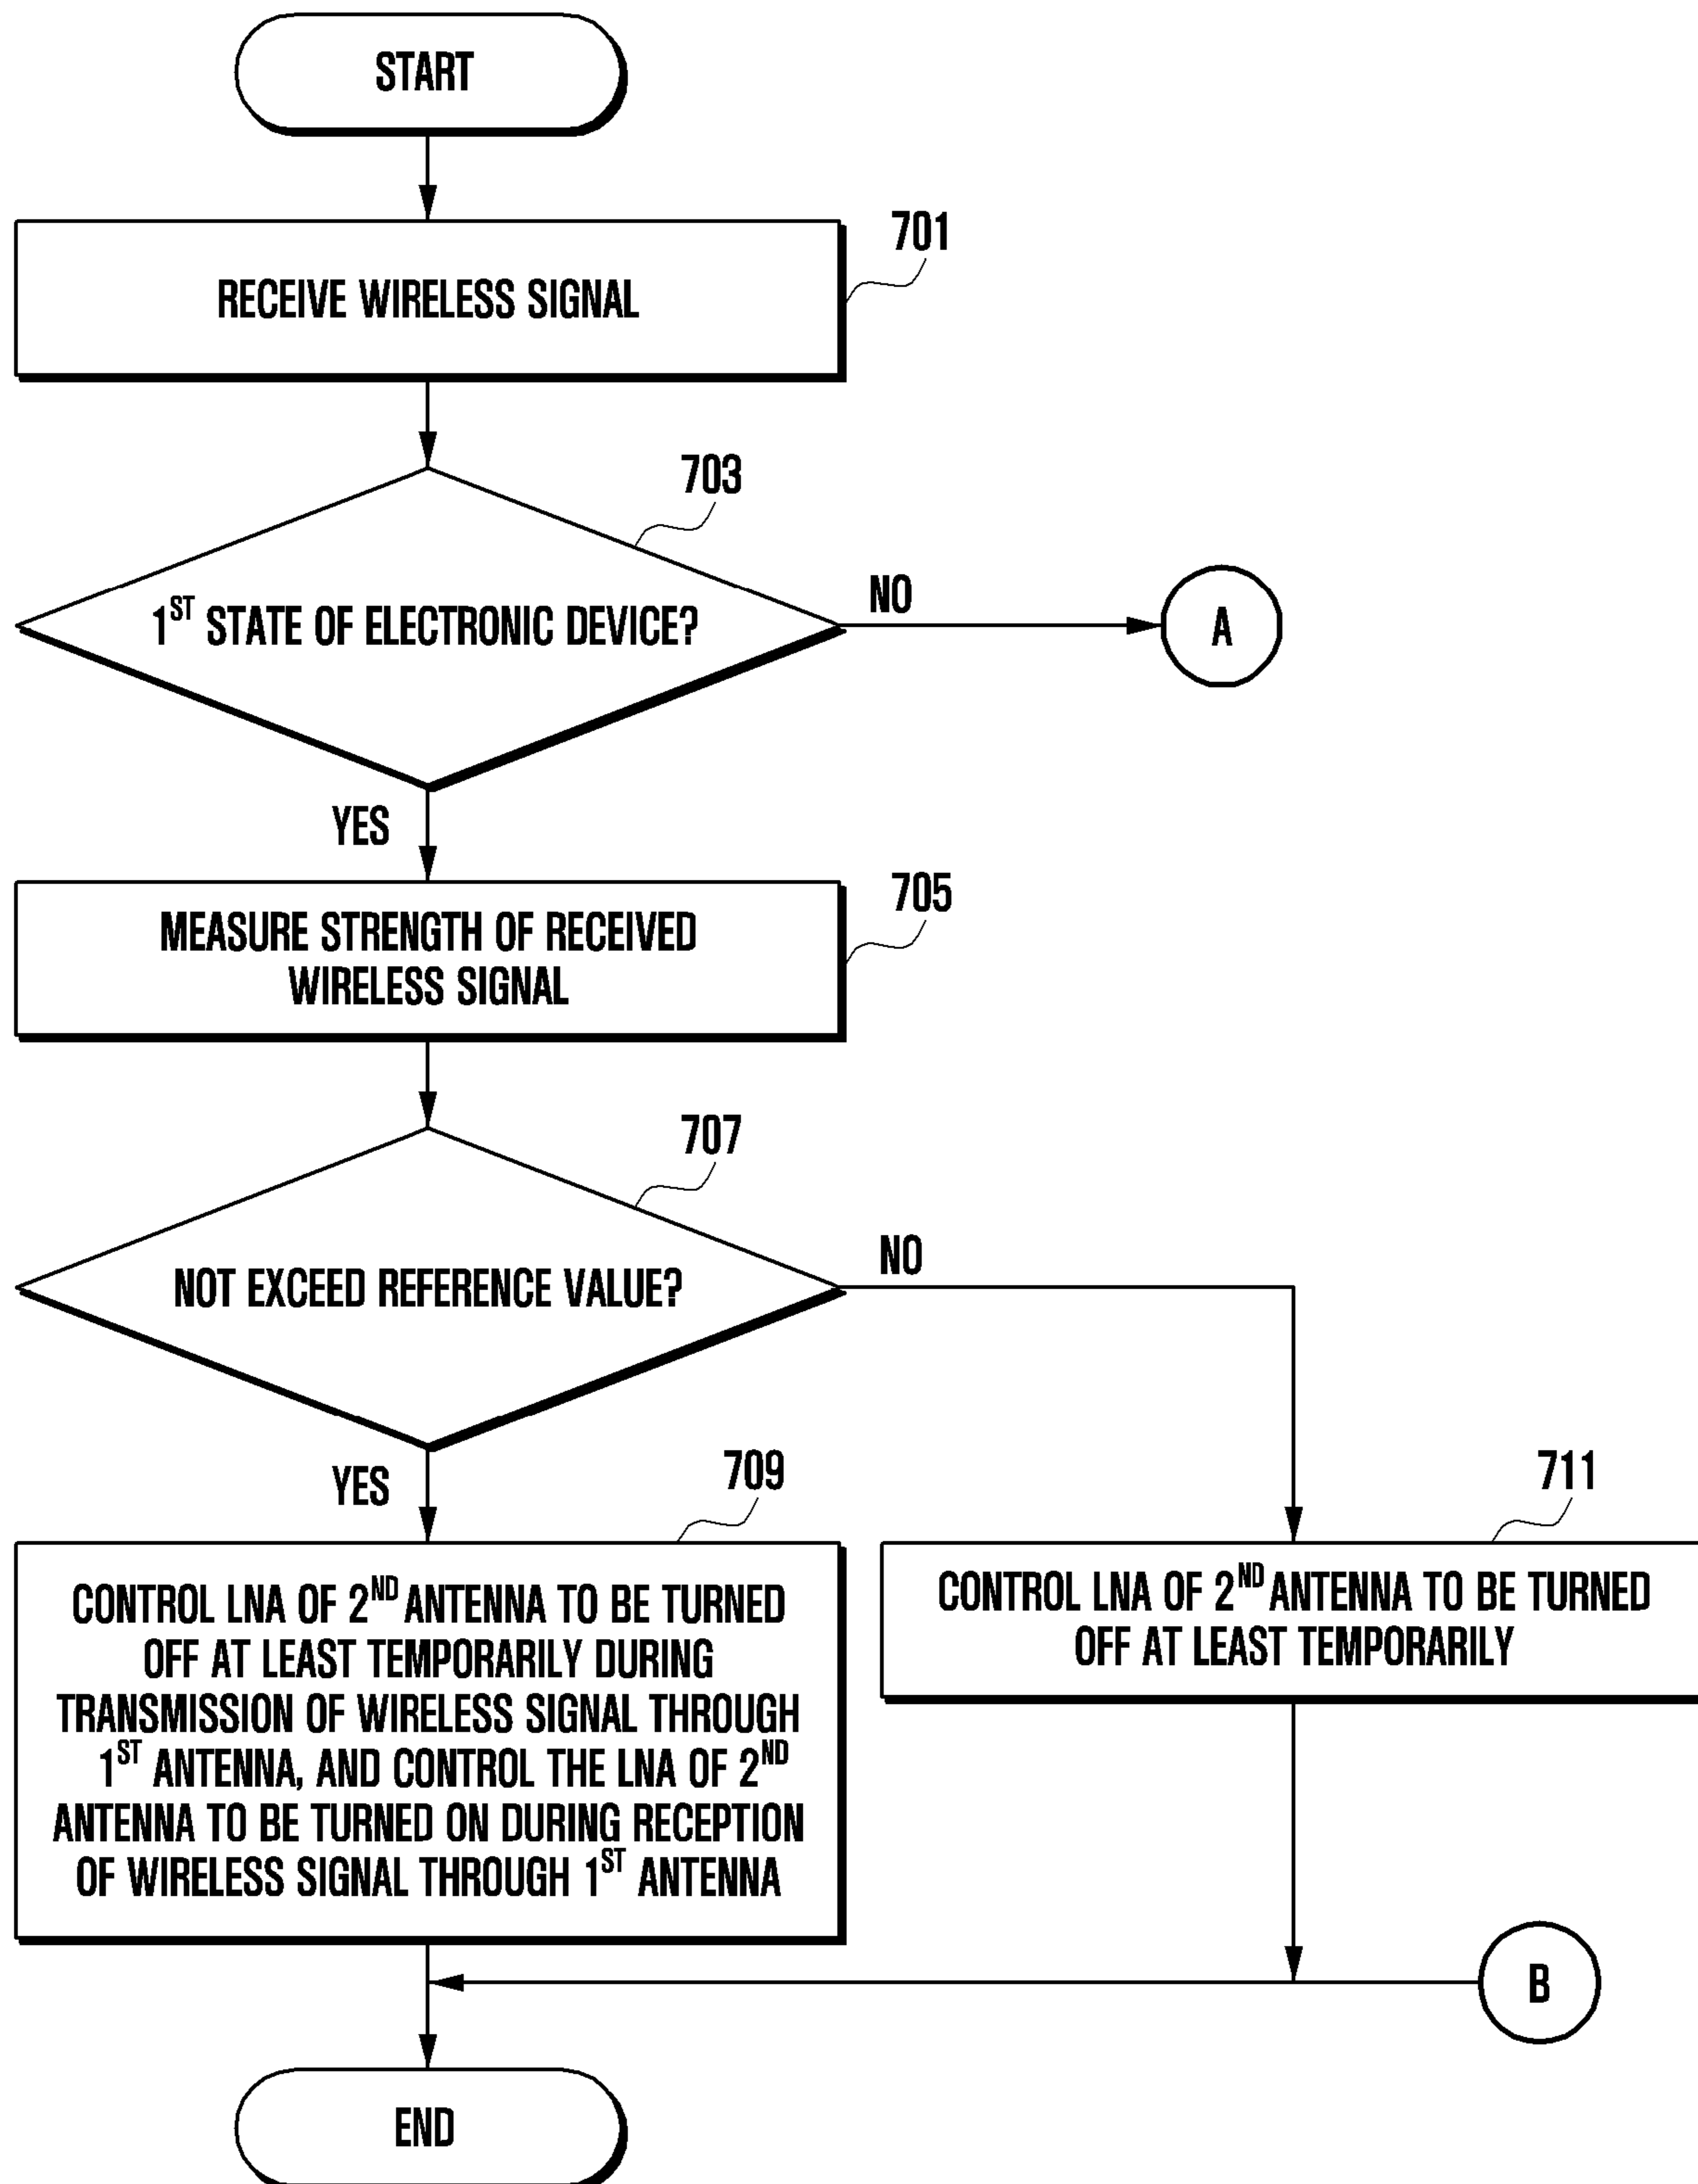 START
701
RECEIVE WIRELESS SIGNAL
703
1ST STATE OF ELECTRONIC DEVICE?
NO
A
YES
705
MEASURE STRENGTH OF RECEIVED
WIRELESS SIGNAL
707
NOT EXCEED REFERENCE VALUE?
NO
YES
709
CONTROL LNA OF 2ND ANTENNA TO BE TURNED
OFF AT LEAST TEMPORARILY DURING
TRANSMISSION OF WIRELESS SIGNAL THROUGH
1ST ANTENNA, AND CONTROL THE LNA OF 2ND
ANTENNA TO BE TURNED ON DURING RECEPTION
OF WIRELESS SIGNAL THROUGH 1ST ANTENNA
711
CONTROL LNA OF 2ND ANTENNA TO BE TURNED
OFF AT LEAST TEMPORARILY
B
END